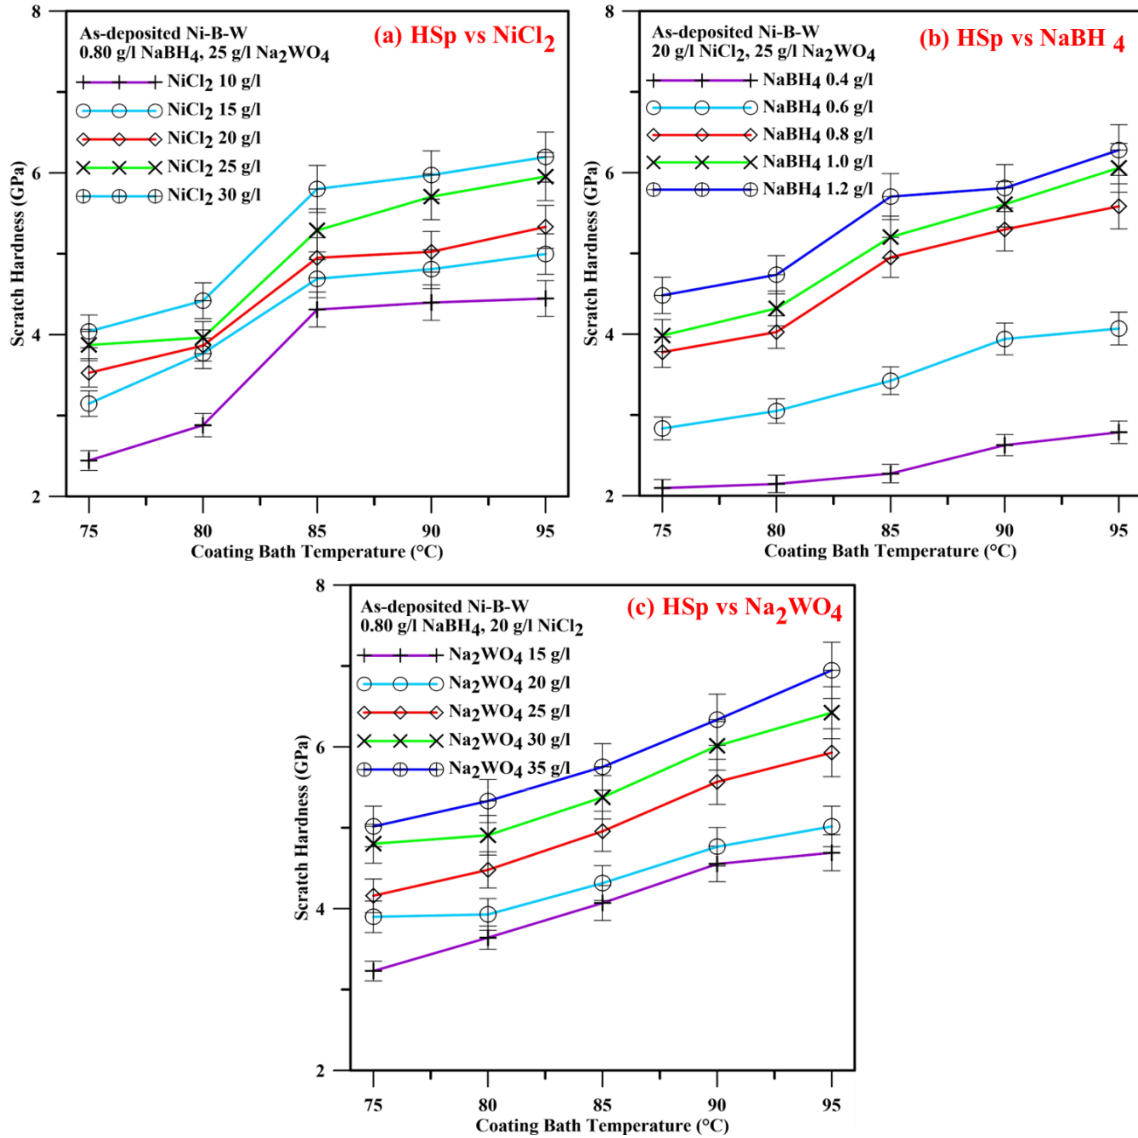 As-deposited Ni-B-W
0.80 g/l NaBH4, 25 g/l Na2WO4
(a) HSp vs NiCl2
NiCl2 10 g/l
NiCl2 15 g/l
NiCl2 20 g/l
NiCl2 25 g/l
NiCl2 30 g/l
Scratch Hardness (GPa)
8
6
4
2
75 80 85 90 95
Coating Bath Temperature (°C)
As-deposited Ni-B-W
20 g/l NiCl2, 25 g/l Na2WO4
(b) HSp vs NaBH 4
NaBH4 0.4 g/l
NaBH4 0.6 g/l
NaBH4 0.8 g/l
NaBH4 1.0 g/l
NaBH4 1.2 g/l
Scratch Hardness (GPa)
8
6
4
2
75 80 85 90 95
Coating Bath Temperature (°C)
As-deposited Ni-B-W
0.80 g/l NaBH4, 20 g/l NiCl2
(c) HSp vs Na2WO4
Na2WO4 15 g/l
Na2WO4 20 g/l
Na2WO4 25 g/l
Na2WO4 30 g/l
Na2WO4 35 g/l
Scratch Hardness (GPa)
8
6
4
2
75 80 85 90 95
Coating Bath Temperature (°C)